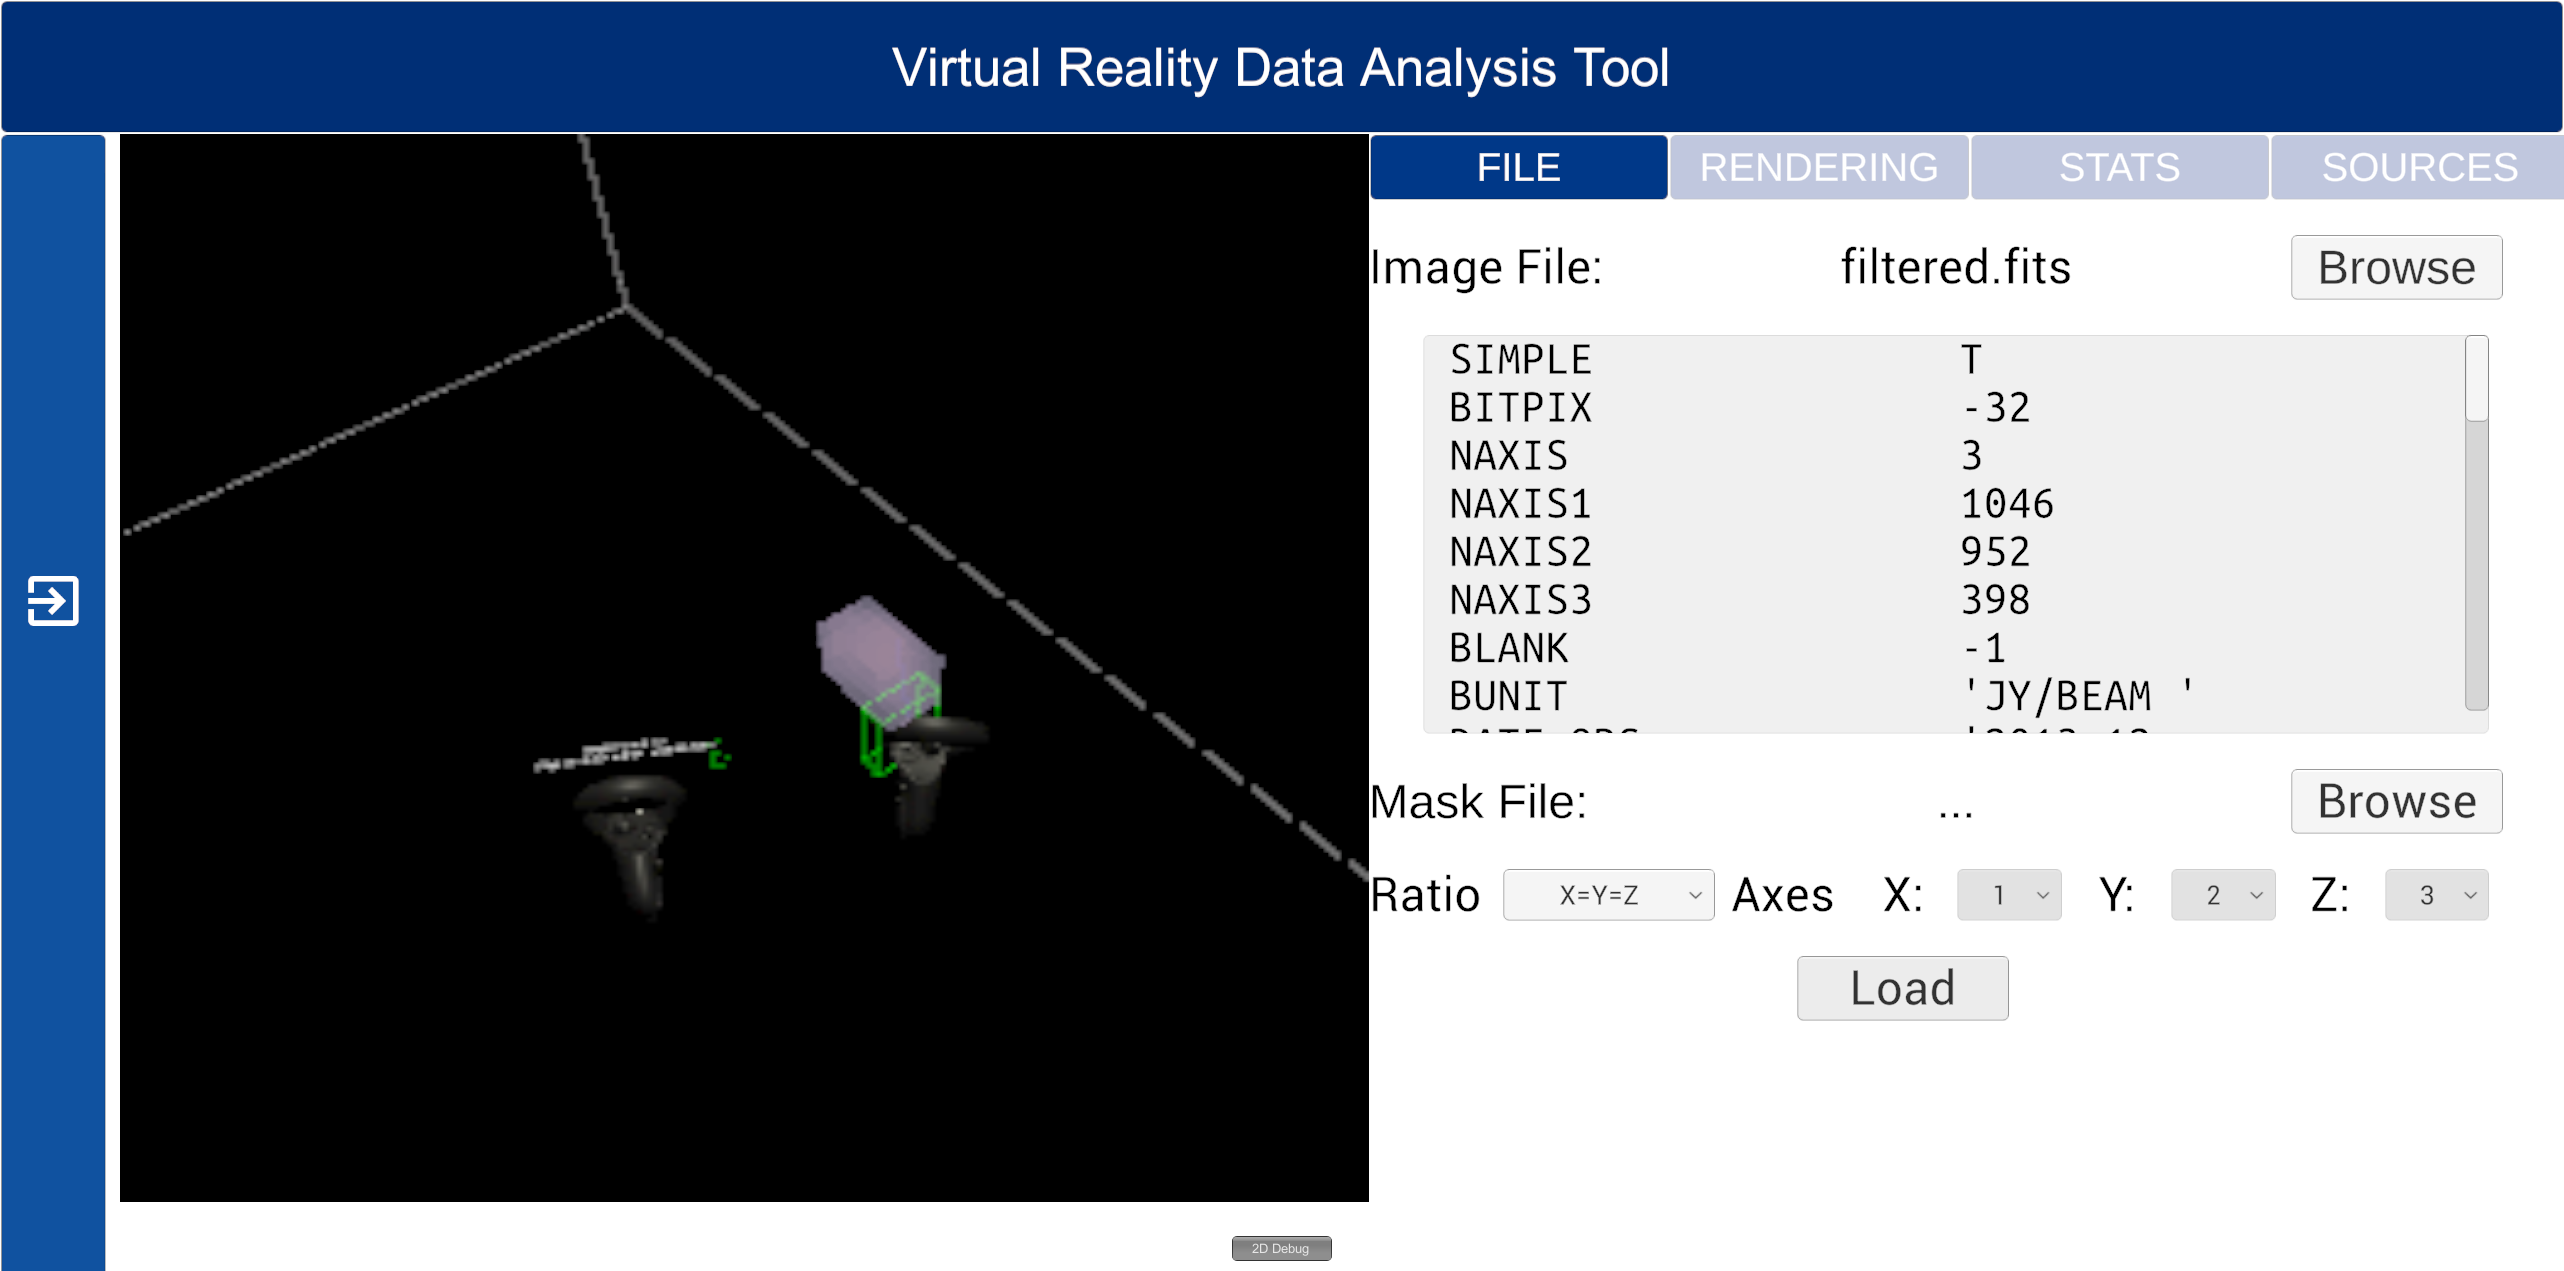 Virtual Reality Data Analysis Tool
FILE RENDERING STATS SOURCES
Image File: filtered.fits Browse
SIMPLE T
BITPIX -32
NAXIS 3
NAXIS1 1046
NAXIS2 952
NAXIS3 398
BLANK -1
BUNIT 'JY/BEAM '
Mask File: ... Browse
Ratio X=Y=Z Axes X: 1 Y: 2 Z: 3
Load
2D Debug